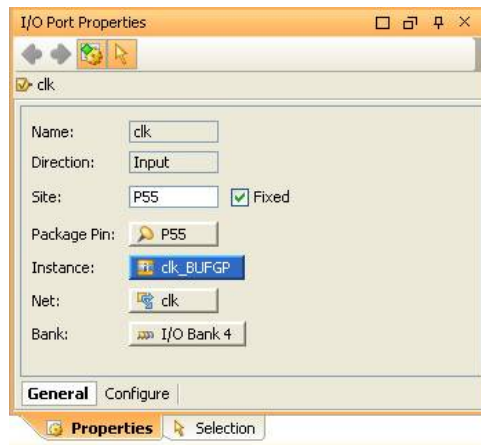 I/O Port Properties
clk
Name: clk
Direction: Input
Site: P55 Fixed
Package Pin: P55
Instance: clk_BUFGP
Net: clk
Bank: I/O Bank 4
General Configure
Properties Selection